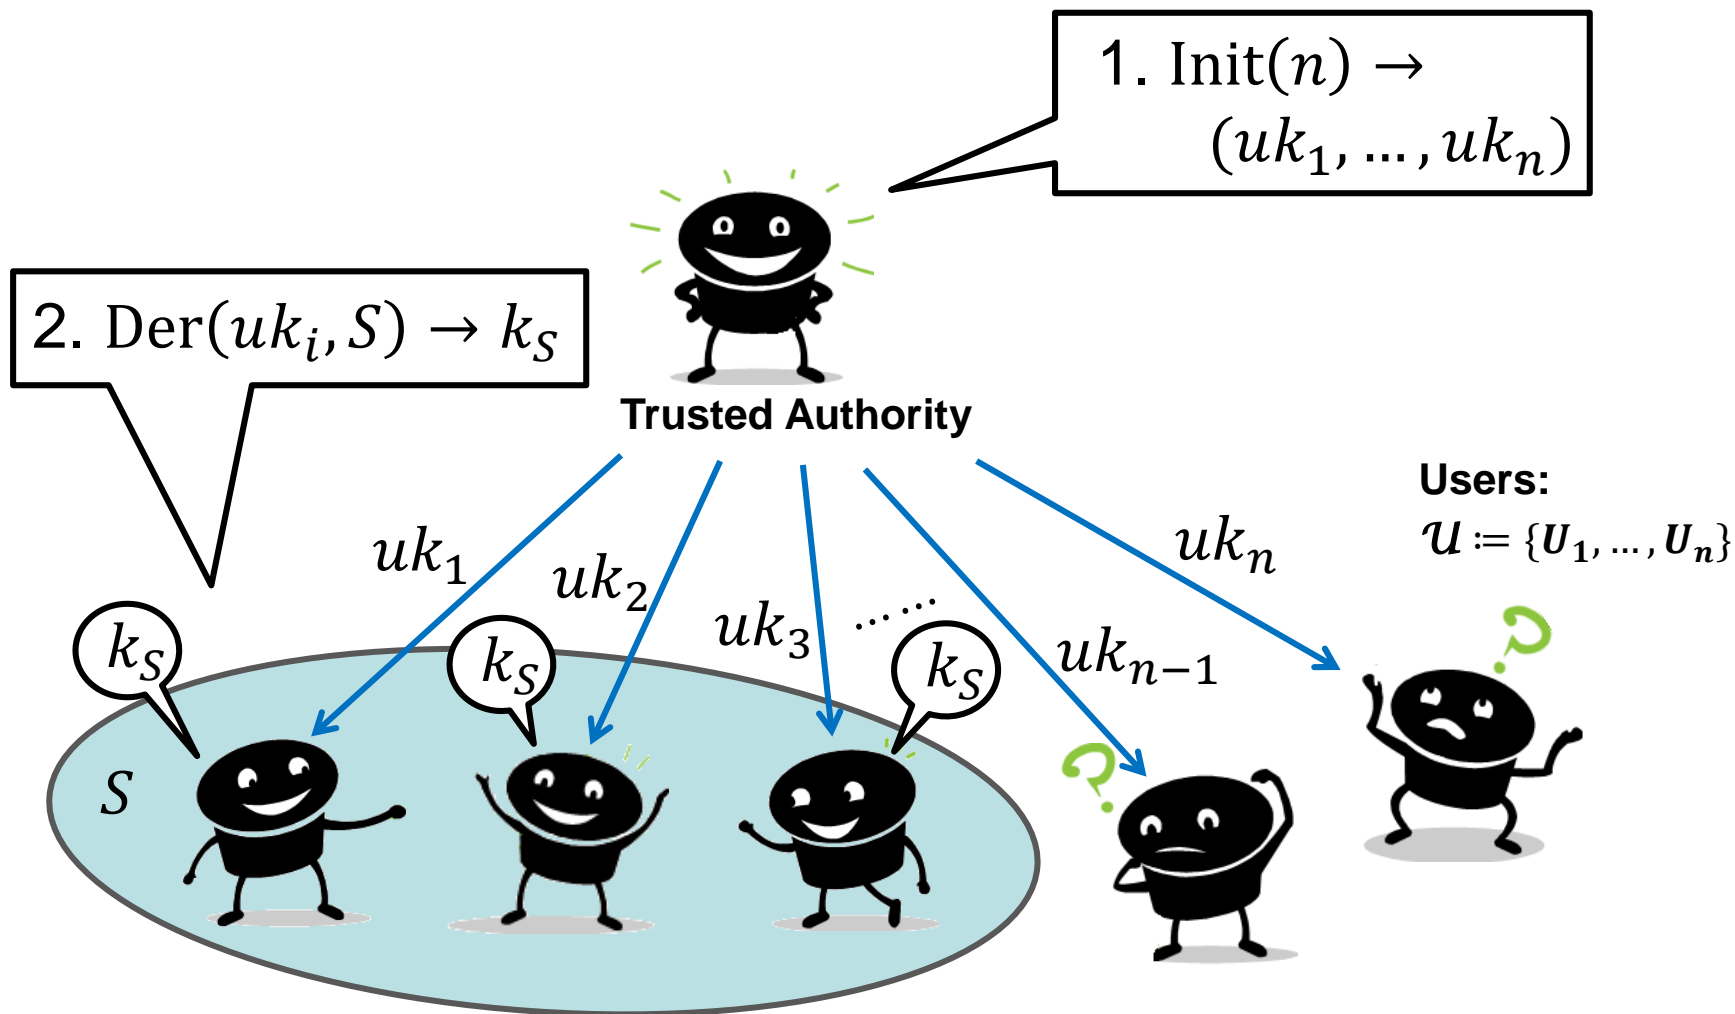 1. Init(n) →
(uk₁, … , ukₙ)
2. Der(ukᵢ, S) → k_S
Trusted Authority
Users:
𝒰 ≔ {U₁, … , Uₙ}
uk₁
uk₂
uk₃
……
ukₙ₋₁
ukₙ
k_S
k_S
k_S
S